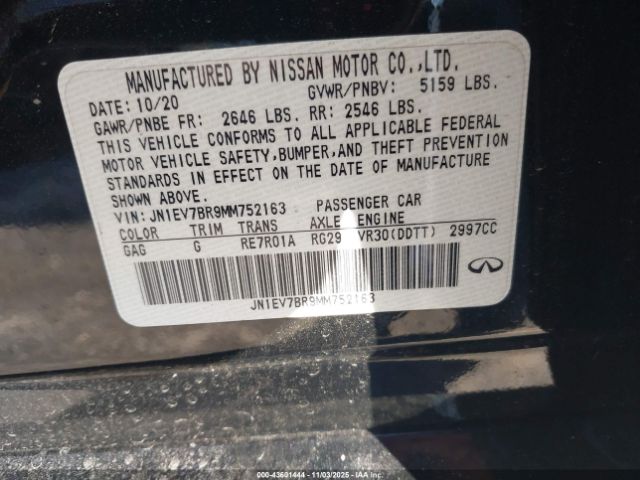 MANUFACTURED BY NISSAN MOTOR CO.,LTD.
DATE: 10/20 GVWR/PNBV: 5159 LBS.
GAWR/PNBE FR: 2646 LBS. RR: 2546 LBS.
THIS VEHICLE CONFORMS TO ALL APPLICABLE FEDERAL
MOTOR VEHICLE SAFETY,BUMPER,AND THEFT PREVENTION
STANDARDS IN EFFECT ON THE DATE OF MANUFACTURE
SHOWN ABOVE.
VIN: JN1EV7BR9MM752163 PASSENGER CAR
COLOR TRIM TRANS AXLE ENGINE
GAG G RE7R01A RG29 VR30(DDTT) 2997CC
JN1EV7BR9MM752163
000-43601444 - 11/03/2025 - IAAI.COM